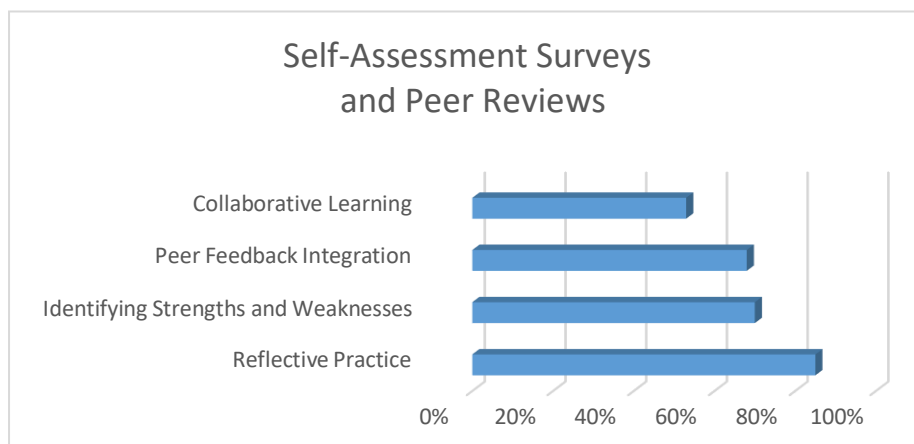 Self-Assessment Surveys
and Peer Reviews
Collaborative Learning
Peer Feedback Integration
Identifying Strengths and Weaknesses
Reflective Practice
0% 20% 40% 60% 80% 100%